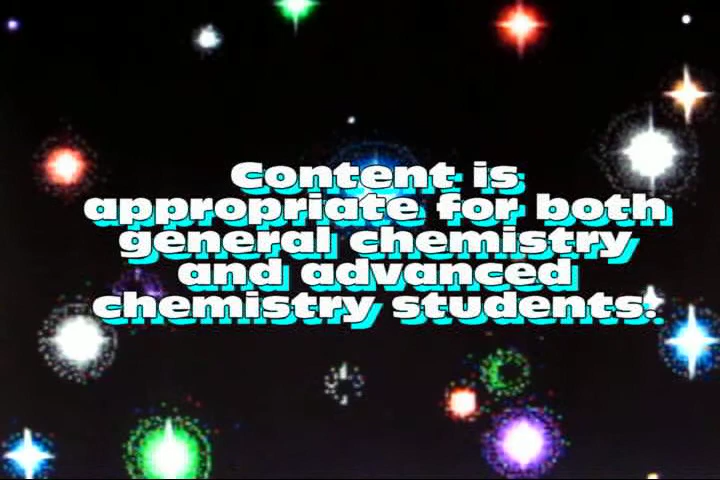 Content is
appropriate for both
general chemistry
and advanced
chemistry students.